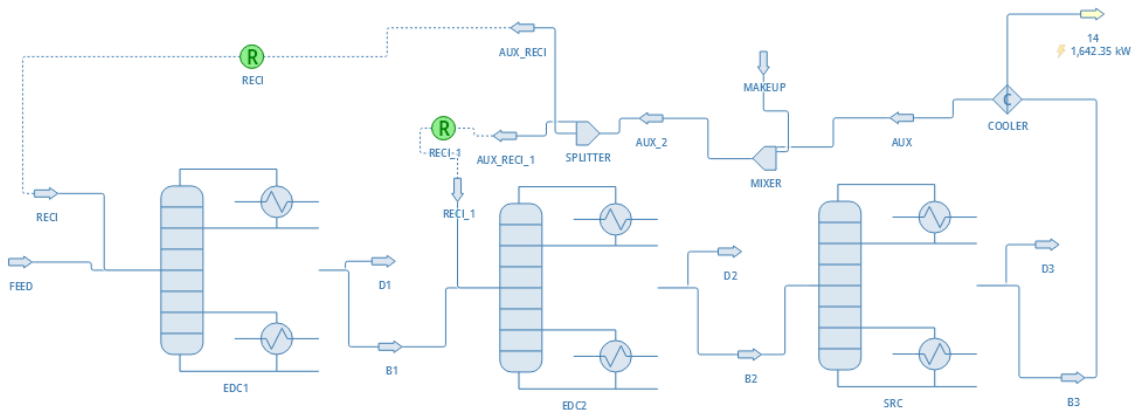 14
1,642.35 kW
AUX_RECI
R
RECI
MAKEUP
C
COOLER
R
RECI_1
AUX_RECI_1
SPLITTER
AUX_2
AUX
MIXER
RECI
RECI_1
FEED
D1
D2
D3
B1
B2
B3
EDC1
EDC2
SRC